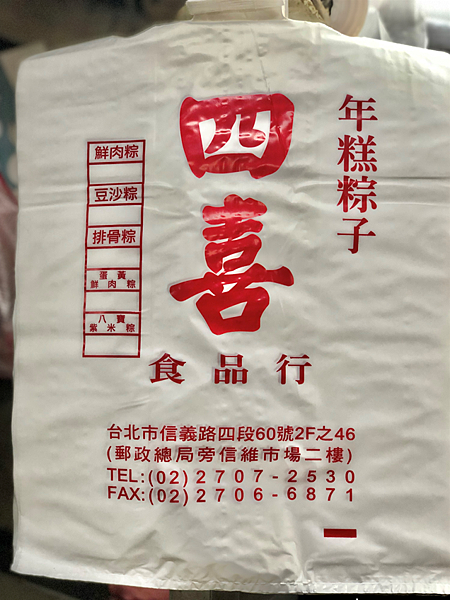 年糕粽子
四喜
食品行
鮮肉粽
豆沙粽
排骨粽
蛋黃
鮮肉粽
八寶
紫米粽
台北市信義路四段60號2F之46
(郵政總局旁信維市場二樓)
TEL:(02)2707-2530
FAX:(02)2706-6871